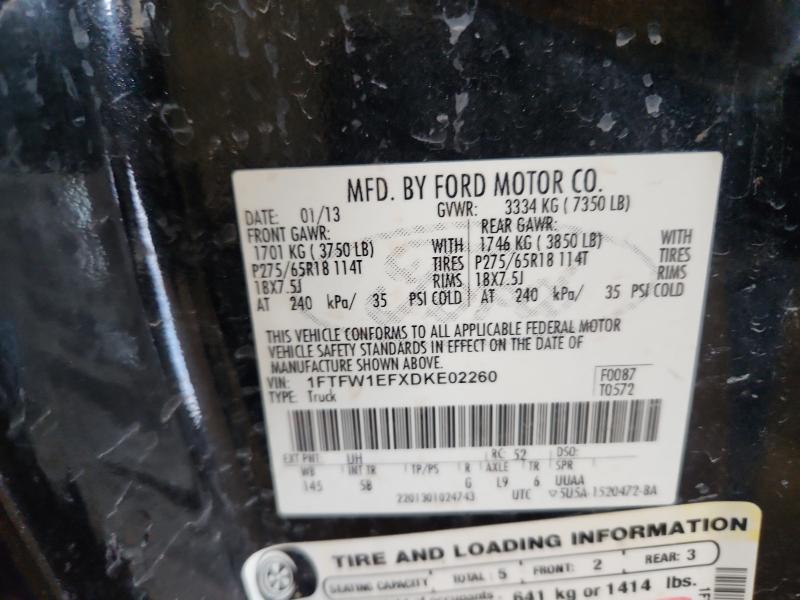 MFD. BY FORD MOTOR CO.
DATE: 01/13 GVWR: 3334 KG ( 7350 LB)
FRONT GAWR: REAR GAWR:
1701 KG ( 3750 LB) WITH 1746 KG ( 3850 LB) WITH
P275/65R18 114T TIRES P275/65R18 114T TIRES
18X7.5J RIMS 18X7.5J RIMS
AT 240 kPa/ 35 PSI COLD AT 240 kPa/ 35 PSI COLD
THIS VEHICLE CONFORMS TO ALL APPLICABLE FEDERAL MOTOR
VEHICLE SAFETY STANDARDS IN EFFECT ON THE DATE OF
MANUFACTURE SHOWN ABOVE.
VIN: 1FTFW1EFXDKE02260 F0087
TYPE: Truck T0572
EXT PNT: UH RC: 52 DSO:
WB INT TR TP/PS R AXLE TR SPR
145 SB G L9 6 UUAA
2201301024743 UTC ▽5U5A-1520472-BA
TIRE AND LOADING INFORMATION
SEATING CAPACITY TOTAL: 5 FRONT: 2 REAR: 3
641 kg or 1414 lbs.